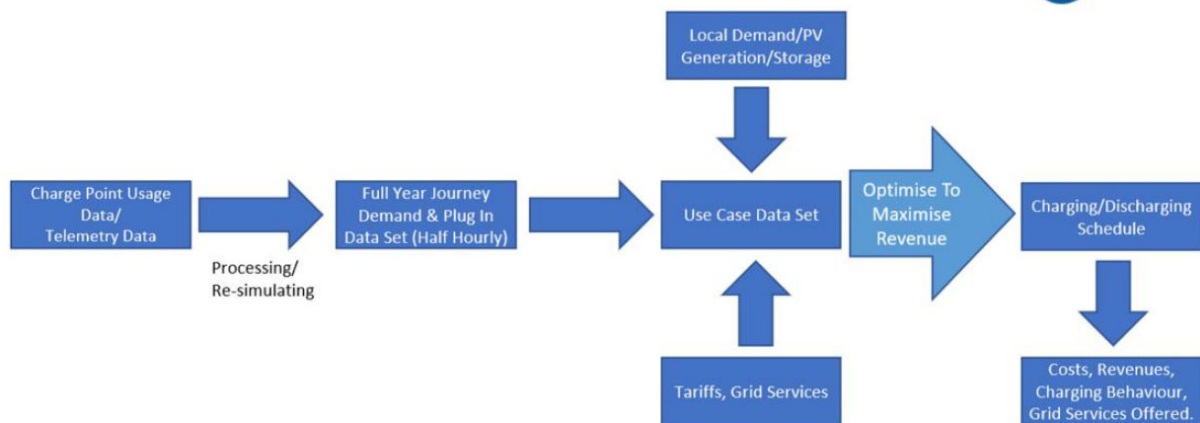 Local Demand/PV
Generation/Storage
Charge Point Usage
Data/
Telemetry Data
Processing/
Re-simulating
Full Year Journey
Demand & Plug In
Data Set (Half Hourly)
Use Case Data Set
Optimise To
Maximise
Revenue
Charging/Discharging
Schedule
Tariffs, Grid Services
Costs, Revenues,
Charging Behaviour,
Grid Services Offered.